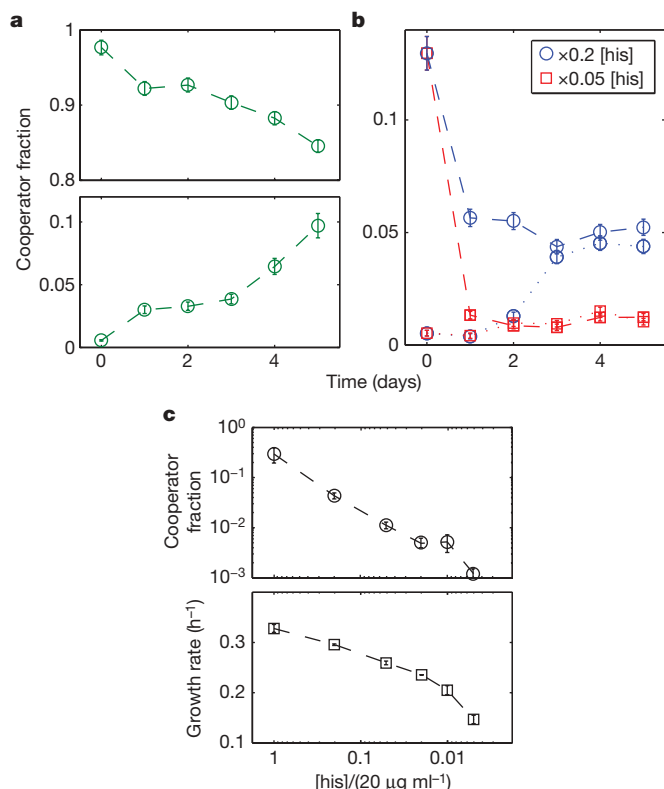 a
Cooperator fraction
1
0.9
0.8
0.1
0.05
0
0 2 4
b
×0.2 [his]
×0.05 [his]
0.1
0.05
0
0 2 4
Time (days)
c
Cooperator
fraction
10⁰
10⁻¹
10⁻²
10⁻³
Growth rate (h⁻¹)
0.3
0.2
0.1
1 0.1 0.01
[his]/(20 μg ml⁻¹)